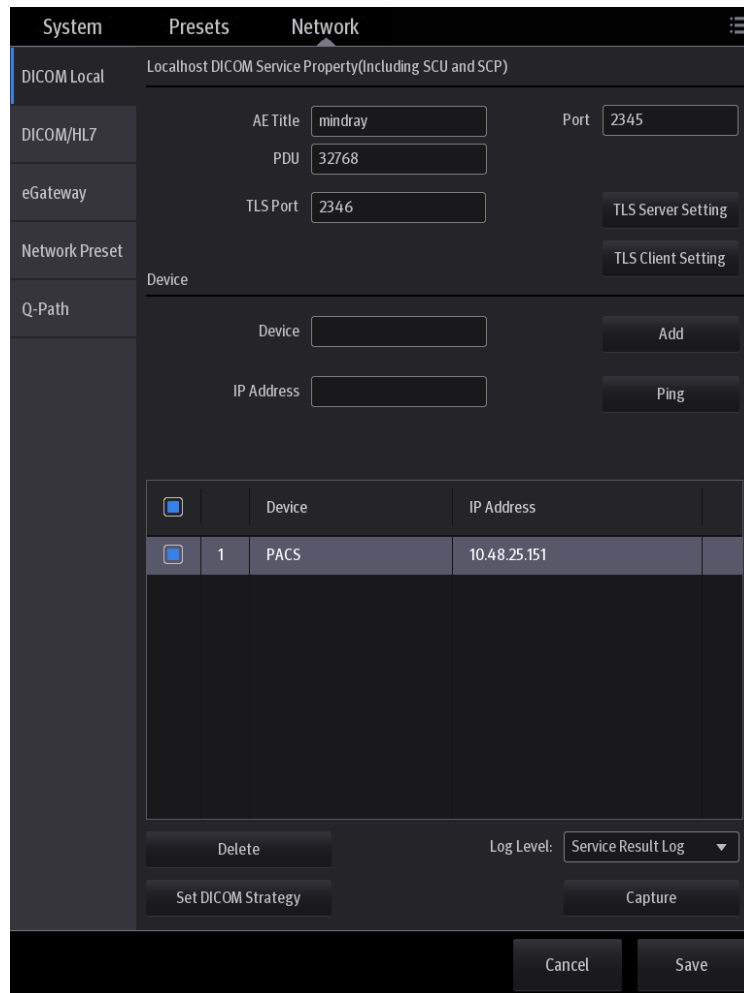 System Presets Network
DICOM Local
Localhost DICOM Service Property(Including SCU and SCP)
AE Title mindray Port 2345
DICOM/HL7
PDU 32768
eGateway
TLS Port 2346 TLS Server Setting
Network Preset
TLS Client Setting
Device
Q-Path
Device Add
IP Address Ping
Device IP Address
1 PACS 10.48.25.151
Delete Log Level: Service Result Log
Set DICOM Strategy Capture
Cancel Save